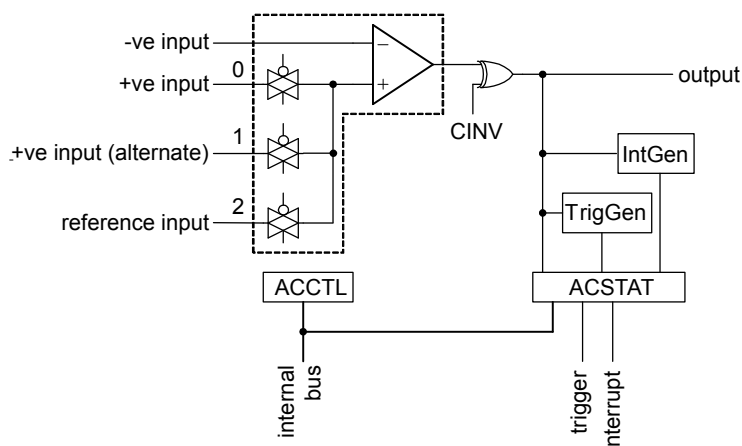 -ve input
+ve input
0
+ve input (alternate)
1
reference input
2
−
+
CINV
output
IntGen
TrigGen
ACCTL
ACSTAT
internal
bus
trigger
nterrupt